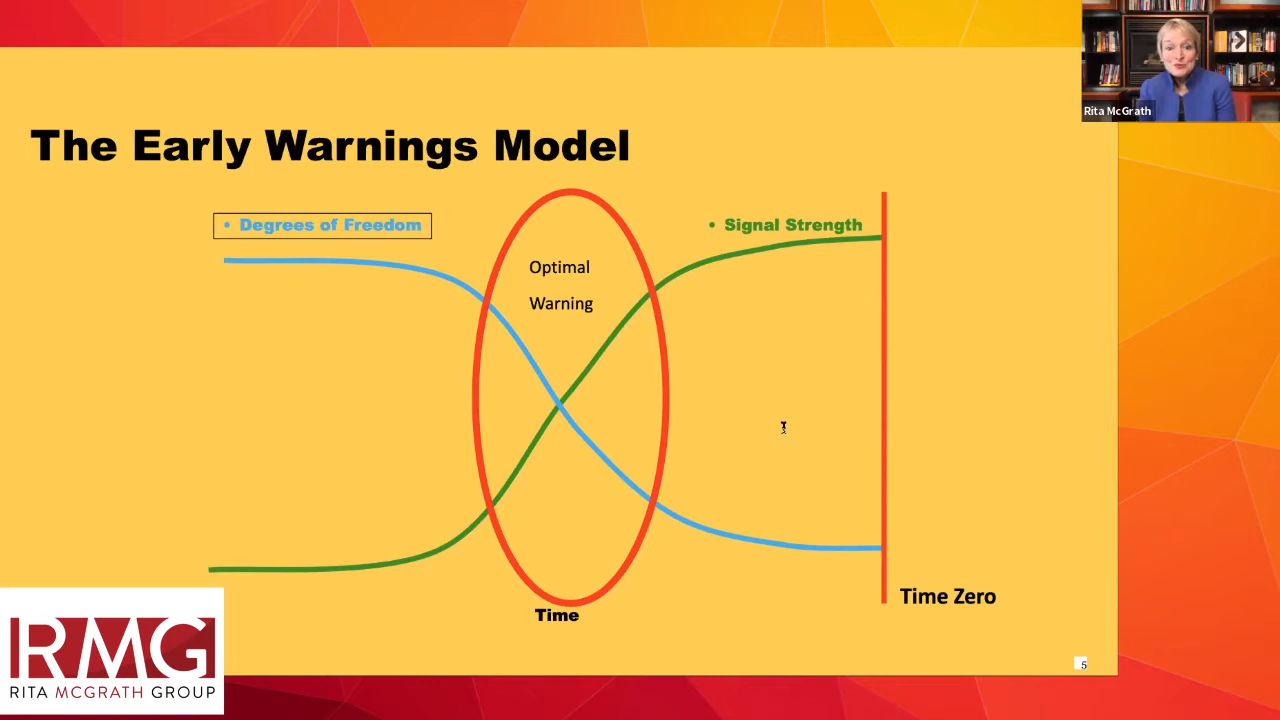 Rita McGrath
The Early Warnings Model
• Degrees of Freedom
• Signal Strength
Optimal
Warning
Time Zero
Time
5
RMG
RITA MCGRATH GROUP